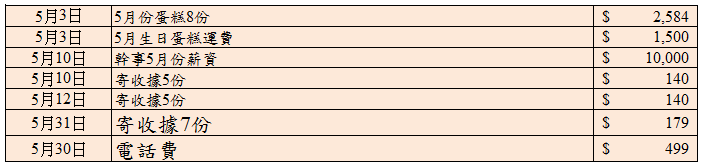 5月3日 5月份蛋糕8份 $ 2,584
5月3日 5月生日蛋糕運費 $ 1,500
5月10日 幹事5月份薪資 $ 10,000
5月10日 寄收據5份 $ 140
5月12日 寄收據5份 $ 140
5月31日 寄收據7份 $ 179
5月30日 電話費 $ 499